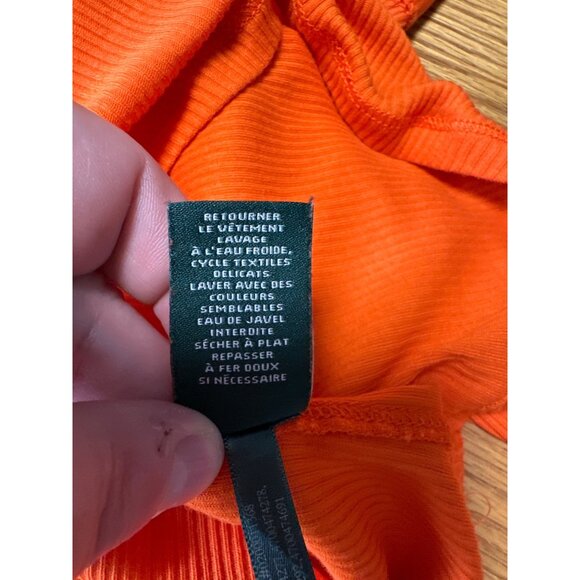 RETOURNER
LE VÊTEMENT
LAVAGE
À L'EAU FROIDE,
CYCLE TEXTILES
DELICATS
LAVER AVEC DES
COULEURS
SEMBLABLES
EAU DE JAVEL
INTERDITE
SÉCHER À PLAT
REPASSER
À FER DOUX
SI NÉCESSAIRE